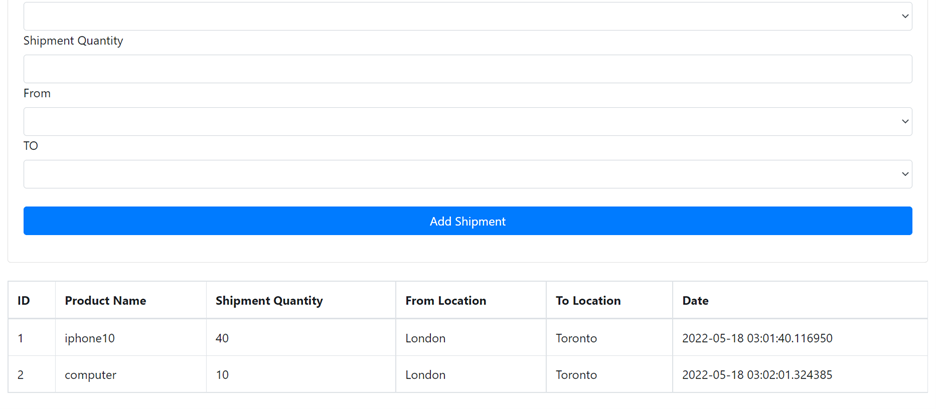 Shipment Quantity
From
TO
Add Shipment
ID Product Name Shipment Quantity From Location To Location Date
1 iphone10 40 London Toronto 2022-05-18 03:01:40.116950
2 computer 10 London Toronto 2022-05-18 03:02:01.324385